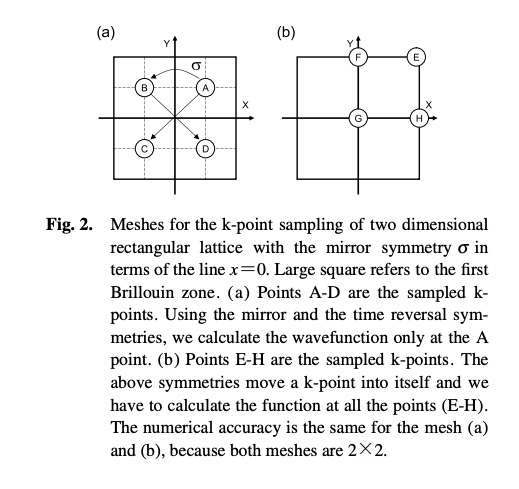 (a)
(b)
Y
Y
σ
F
E
B
A
X
X
G
H
C
D
Fig. 2. Meshes for the k-point sampling of two dimensional
rectangular lattice with the mirror symmetry σ in
terms of the line x=0. Large square refers to the first
Brillouin zone. (a) Points A-D are the sampled k-
points. Using the mirror and the time reversal sym-
metries, we calculate the wavefunction only at the A
point. (b) Points E-H are the sampled k-points. The
above symmetries move a k-point into itself and we
have to calculate the function at all the points (E-H).
The numerical accuracy is the same for the mesh (a)
and (b), because both meshes are 2×2.